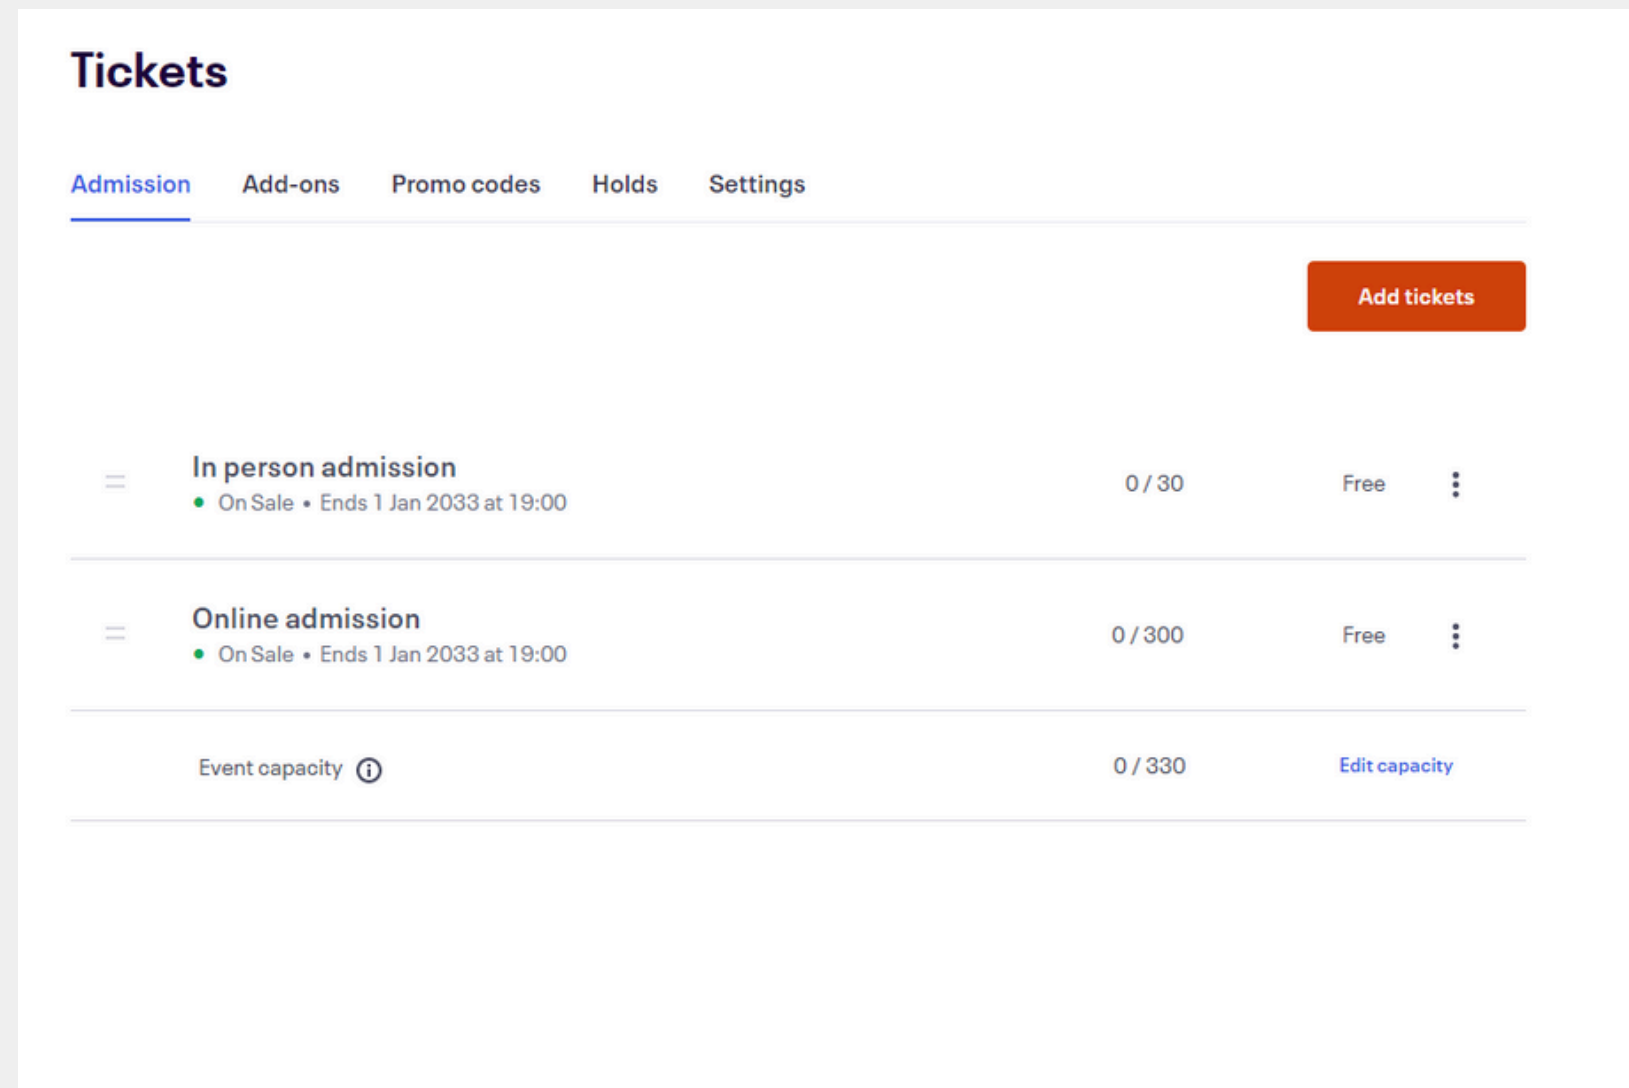 Tickets
Admission Add-ons Promo codes Holds Settings
Add tickets
In person admission
• On Sale • Ends 1 Jan 2033 at 19:00
0 / 30 Free
Online admission
• On Sale • Ends 1 Jan 2033 at 19:00
0 / 300 Free
Event capacity 0 / 330 Edit capacity